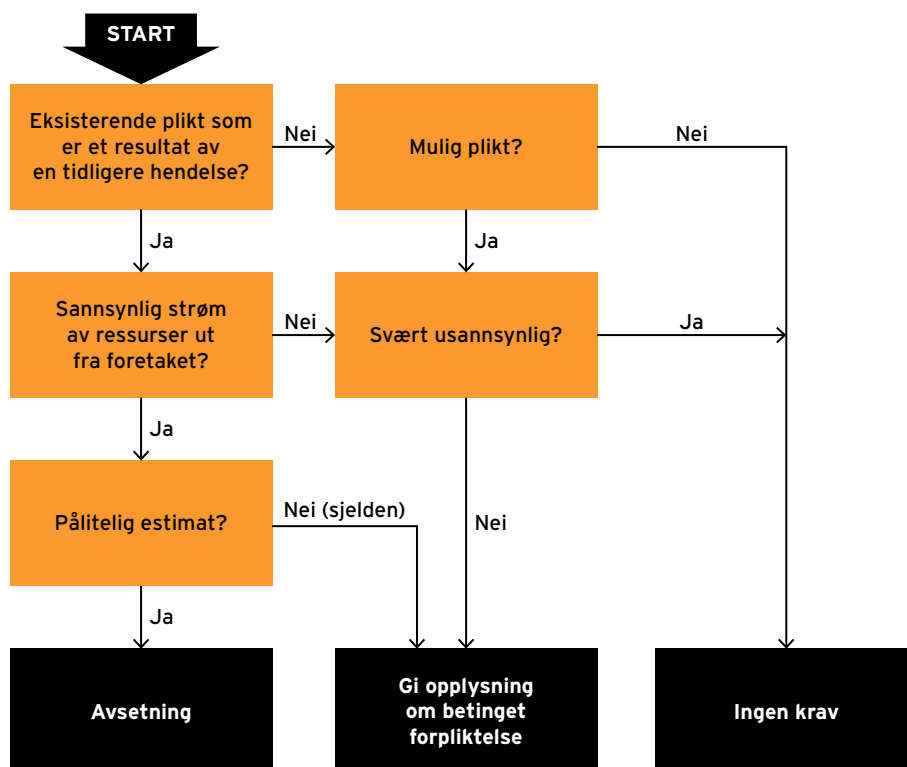 START
Eksisterende plikt som
er et resultat av
en tidligere hendelse?
Nei
Mulig plikt?
Nei
Ja
Ja
Sannsynlig strøm
av ressurser ut
fra foretaket?
Nei
Svært usannsynlig?
Ja
Ja
Pålitelig estimat?
Nei (sjelden)
Nei
Ja
Avsetning
Gi opplysning
om betinget
forpliktelse
Ingen krav